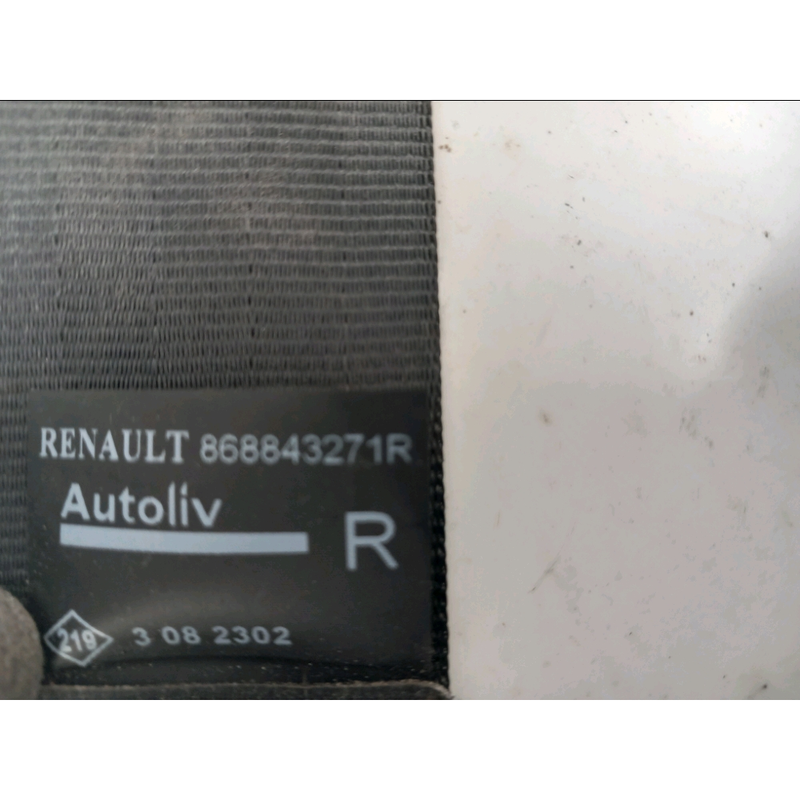 RENAULT 868843271R
Autoliv
R
219 3 08 2302